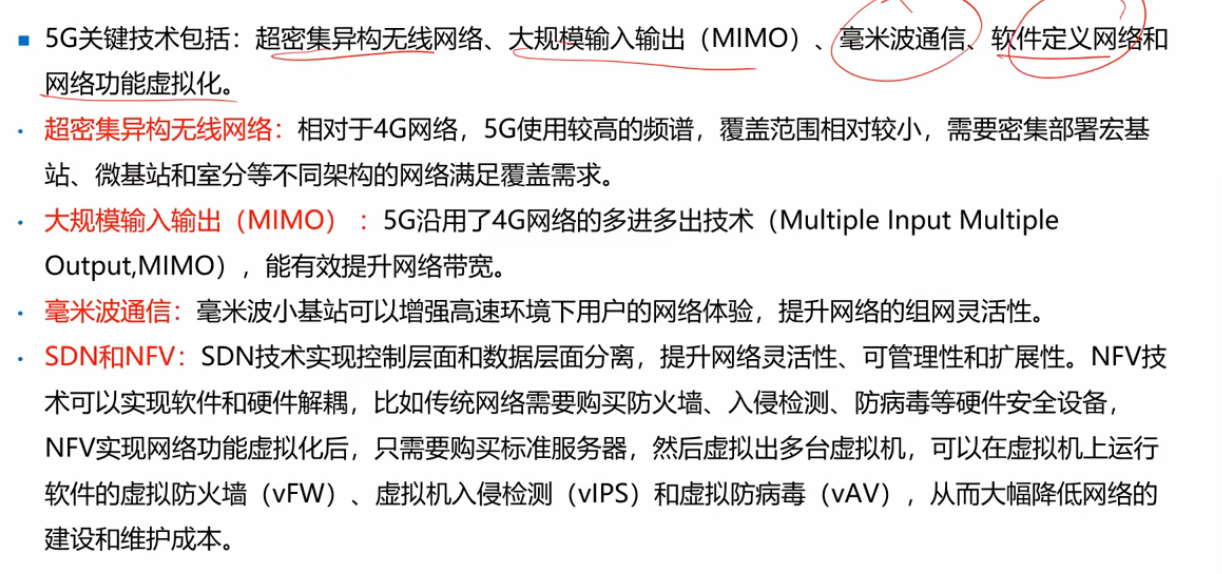 ▪ 5G关键技术包括：超密集异构无线网络、大规模输入输出（MIMO）、毫米波通信、软件定义网络和
网络功能虚拟化。
· 超密集异构无线网络：相对于4G网络，5G使用较高的频谱，覆盖范围相对较小，需要密集部署宏基
站、微基站和室分等不同架构的网络满足覆盖需求。
· 大规模输入输出（MIMO）：5G沿用了4G网络的多进多出技术（Multiple Input Multiple
Output,MIMO），能有效提升网络带宽。
· 毫米波通信：毫米波小基站可以增强高速环境下用户的网络体验，提升网络的组网灵活性。
· SDN和NFV：SDN技术实现控制层面和数据层面分离，提升网络灵活性、可管理性和扩展性。NFV技
术可以实现软件和硬件解耦，比如传统网络需要购买防火墙、入侵检测、防病毒等硬件安全设备，
NFV实现网络功能虚拟化后，只需要购买标准服务器，然后虚拟出多台虚拟机，可以在虚拟机上运行
软件的虚拟防火墙（vFW）、虚拟机入侵检测（vIPS）和虚拟防病毒（vAV），从而大幅降低网络的
建设和维护成本。